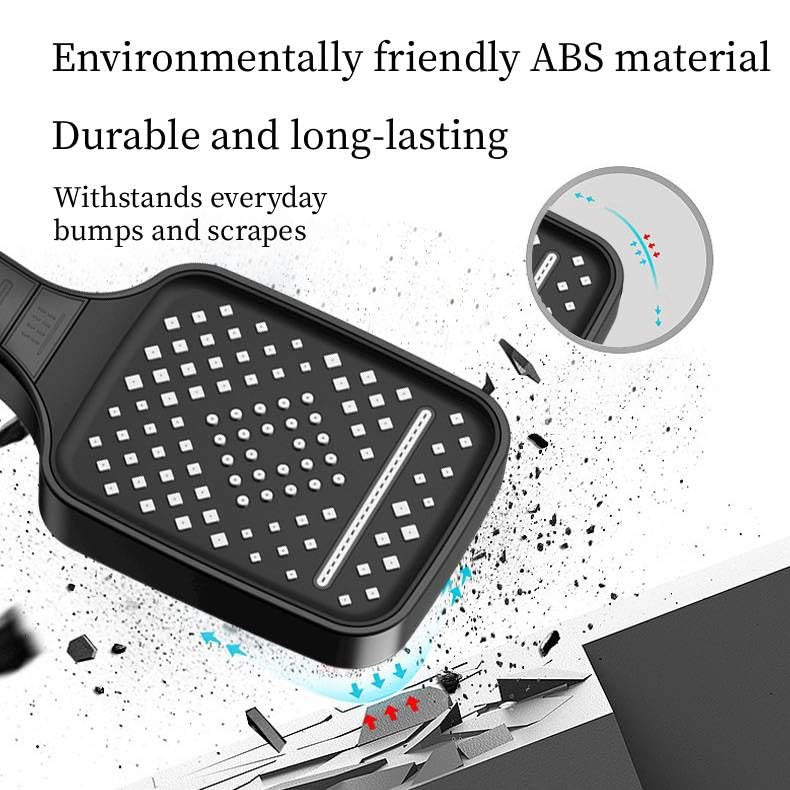 Environmentally friendly ABS material
Durable and long-lasting
Withstands everyday
bumps and scrapes